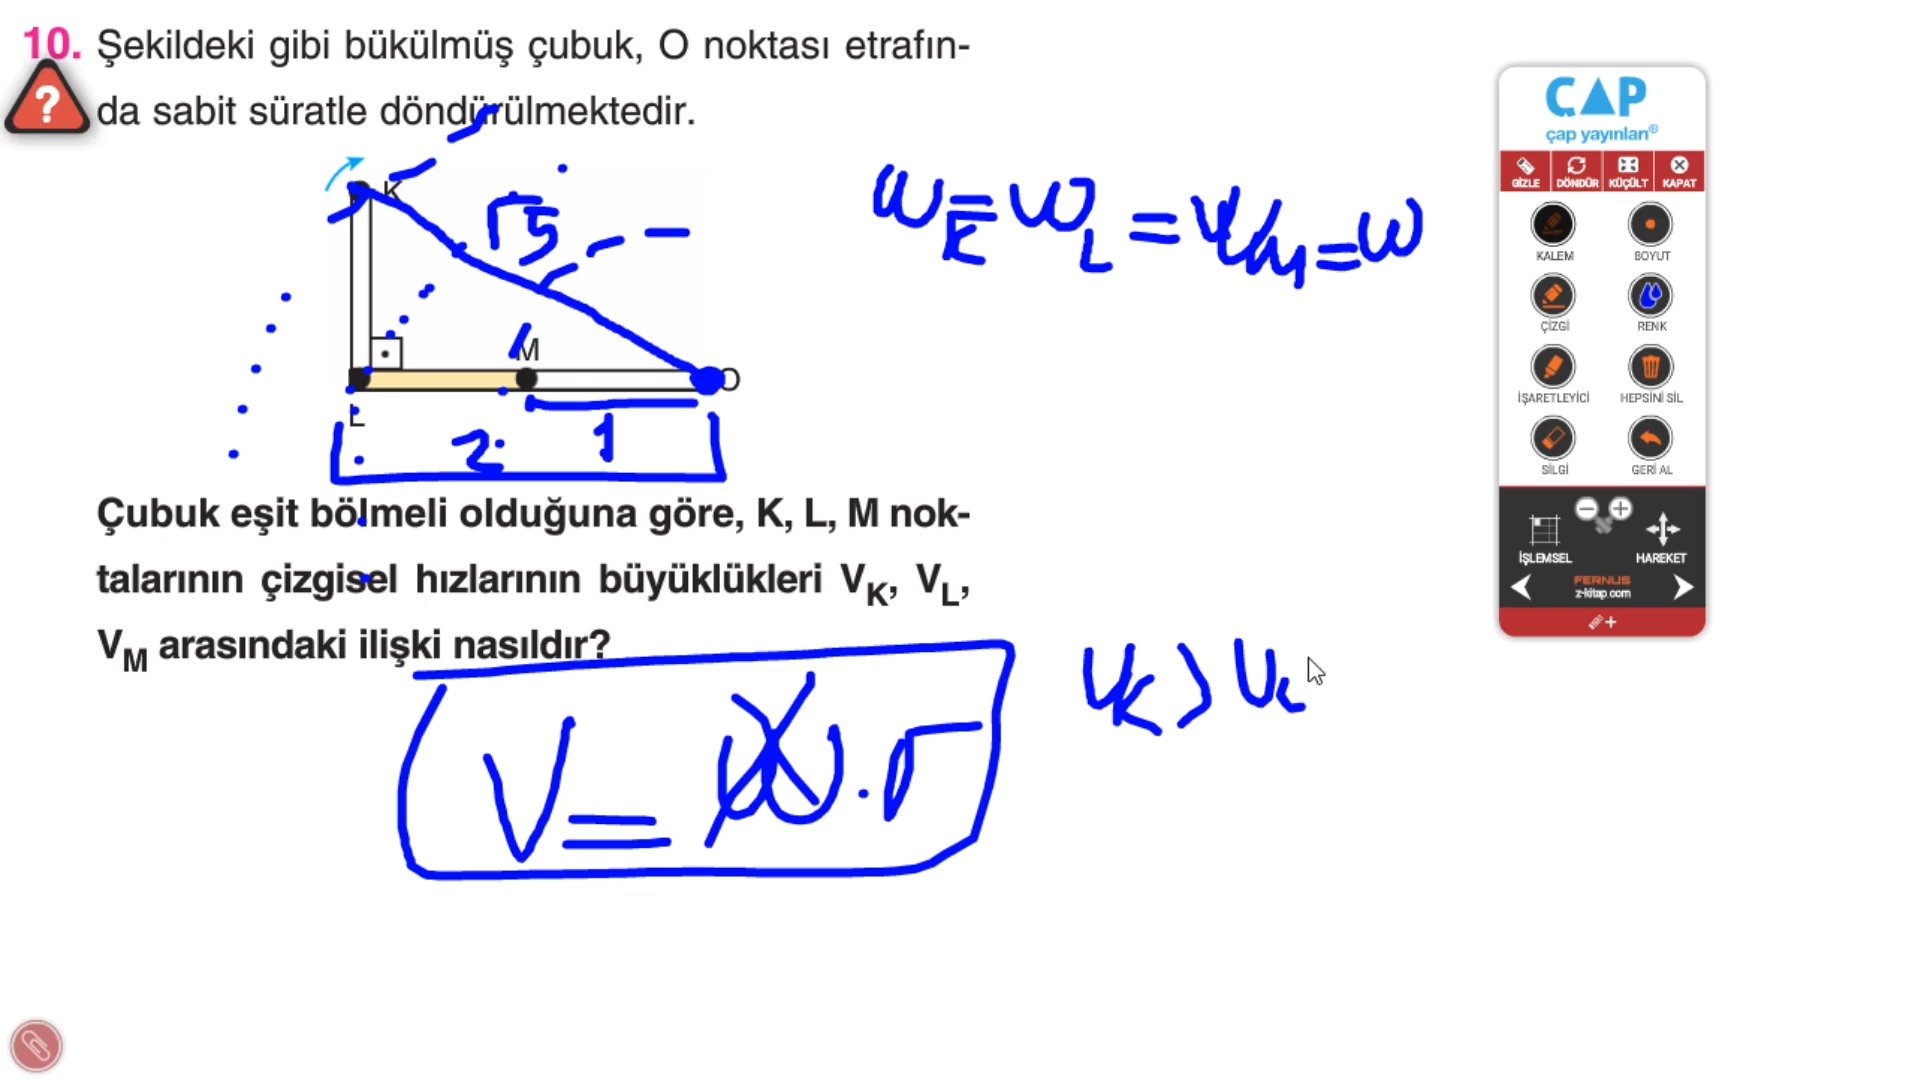 10. Şekildeki gibi bükülmüş çubuk, O noktası etrafın-
da sabit süratle döndürülmektedir.
K
√5
M
O
L
2
1
W_K = W_L = W_M = W
Çubuk eşit bölmeli olduğuna göre, K, L, M nok-
talarının çizgisel hızlarının büyüklükleri V_K, V_L,
V_M arasındaki ilişki nasıldır?
V = W . r
V_K > V_L
?
ÇAP
çap yayınları®
GİZLE DÖNDÜR KÜÇÜLT KAPAT
KALEM BOYUT
ÇİZGİ RENK
İŞARETLEYİCİ HEPSİNİ SİL
SİLGİ GERİ AL
İŞLEMSEL HAREKET
FERNUS
z-kitap.com